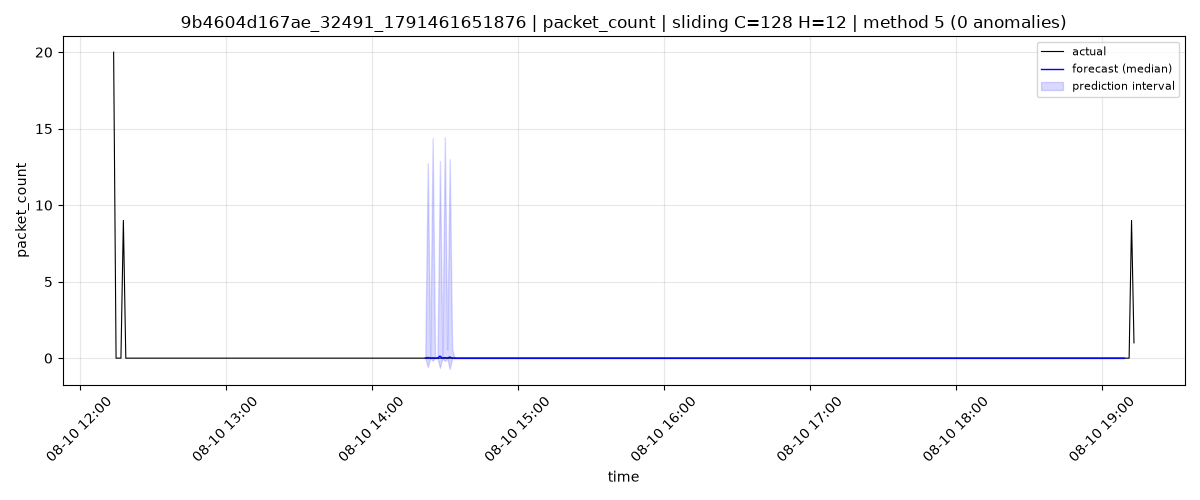 9b4604d167ae_32491_1791461651876 | packet_count | sliding C=128 H=12 | method 5 (0 anomalies)
actual
forecast (median)
prediction interval
packet_count
20
15
10
5
0
08-10 12:00
08-10 13:00
08-10 14:00
08-10 15:00
08-10 16:00
08-10 17:00
08-10 18:00
08-10 19:00
time